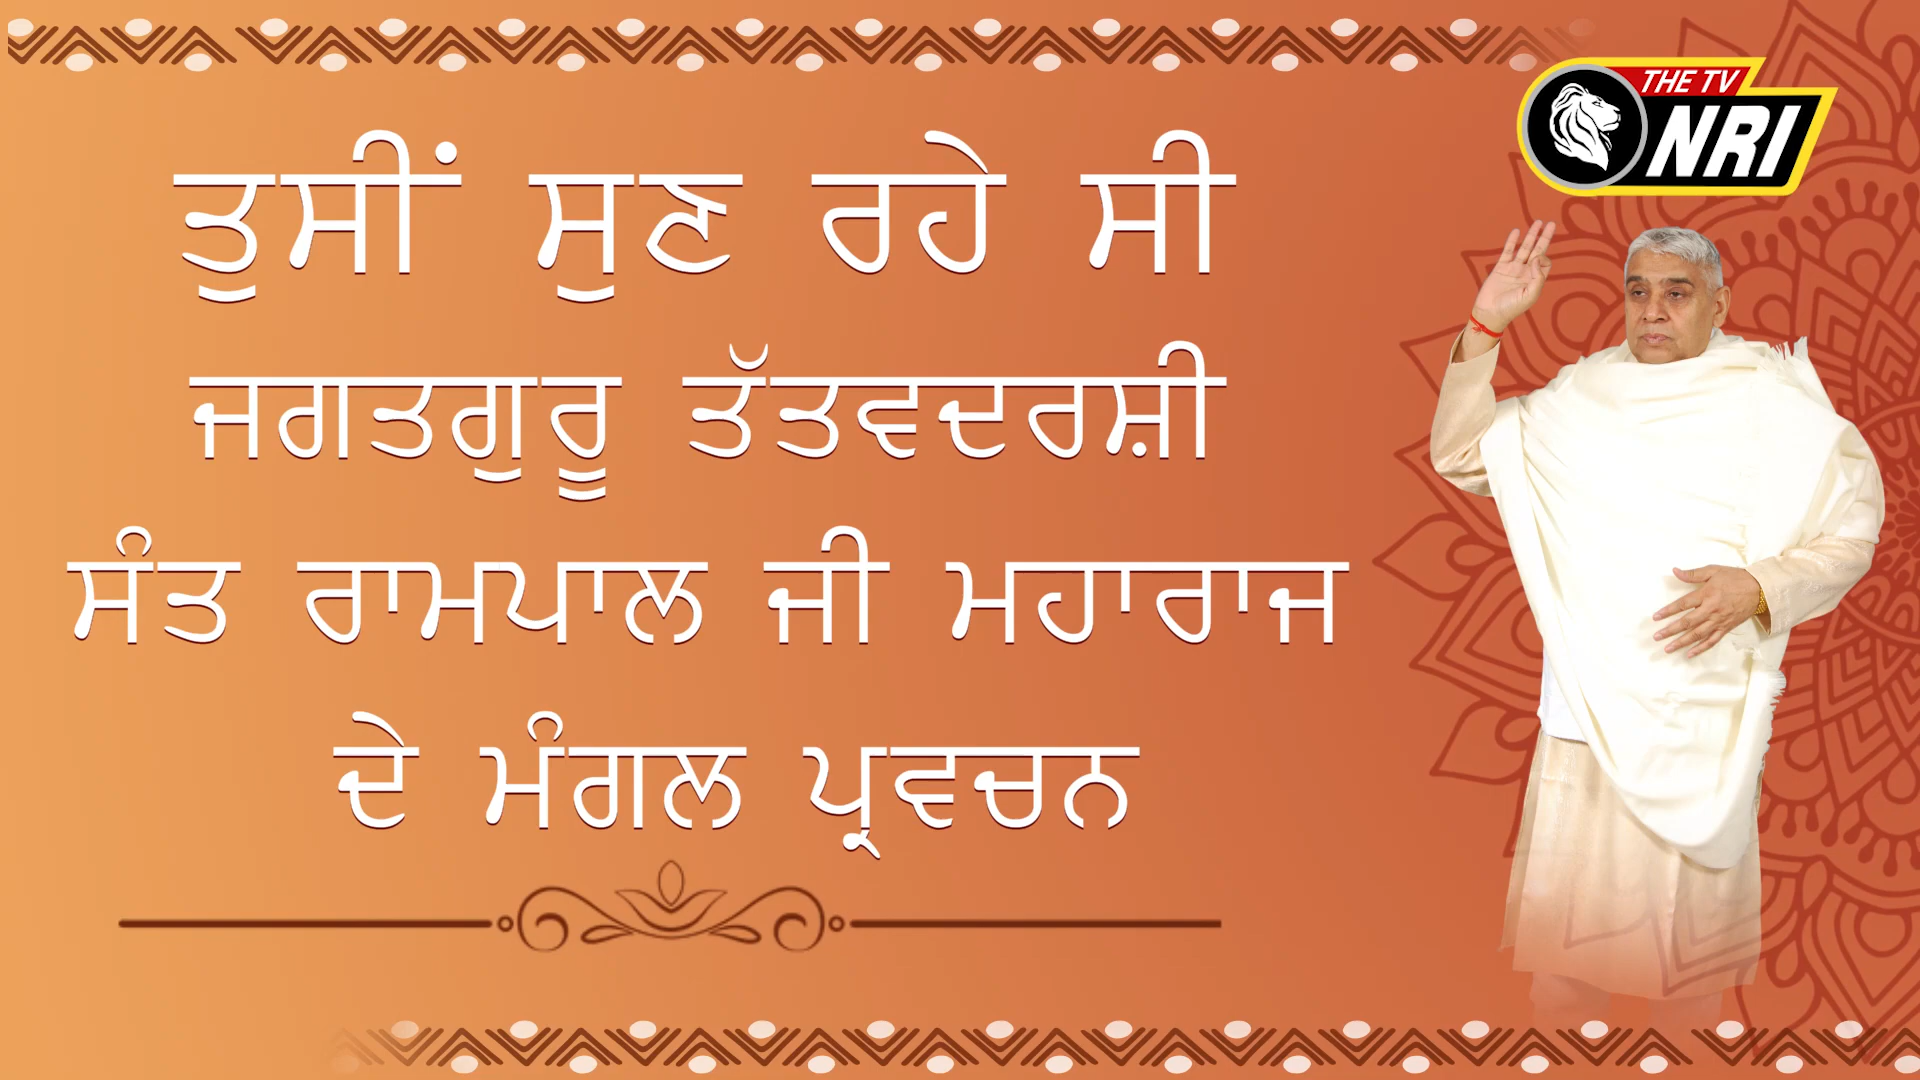 THE TV
NRI
ਤੁਸੀਂ ਸੁਣ ਰਹੇ ਸੀ
ਜਗਤਗੁਰੂ ਤੱਤਵਦਰਸ਼ੀ
ਸੰਤ ਰਾਮਪਾਲ ਜੀ ਮਹਾਰਾਜ
ਦੇ ਮੰਗਲ ਪ੍ਰਵਚਨ